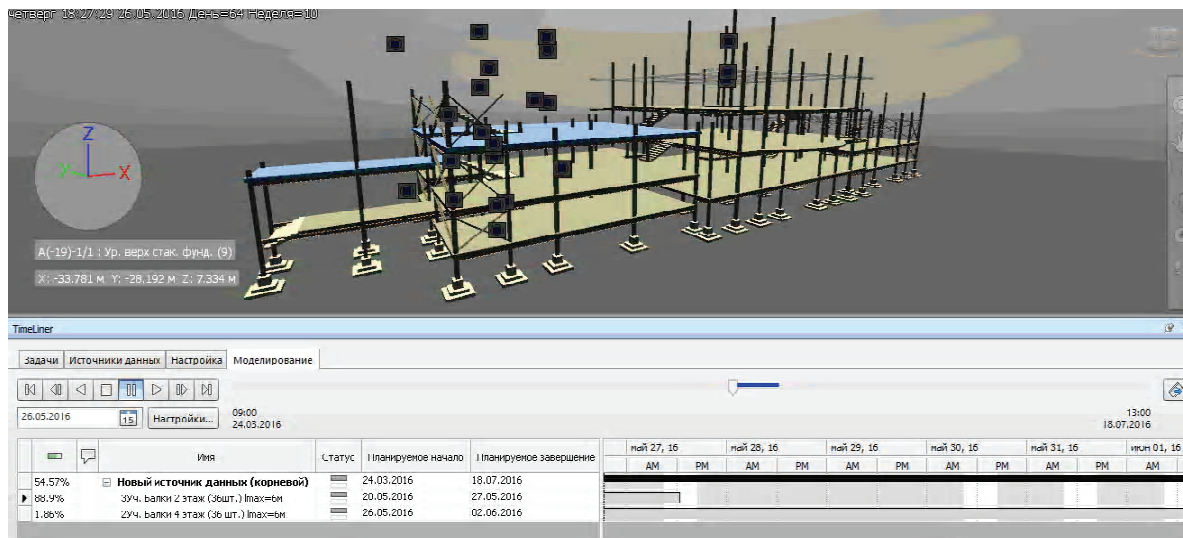 четверг 18:27:29 26.05.2016 День=64 Неделя=10
Z
Y
X
A(-19)-1/1 : Ур. верх стак. фунд. (9)
X: -33.781 м Y: -28.192 м Z: 7.334 м
TimeLiner
Задачи Источники данных Настройка Моделирование
26.05.2016 15 Настройки... 09:00 24.03.2016 13:00 18.07.2016
Имя Статус Планируемое начало Планируемое завершение май 27, 16 май 28, 16 май 29, 16 май 30, 16 май 31, 16 июн 01, 16
AM PM AM PM AM PM AM PM AM PM AM
54.57% Новый источник данных (корневой) 24.03.2016 18.07.2016
88.9% 3Уч. Балки 2 этаж (36шт.) lmax=6м 20.05.2016 27.05.2016
1.86% 2Уч. Балки 4 этаж (36 шт.) lmax=6м 26.05.2016 02.06.2016